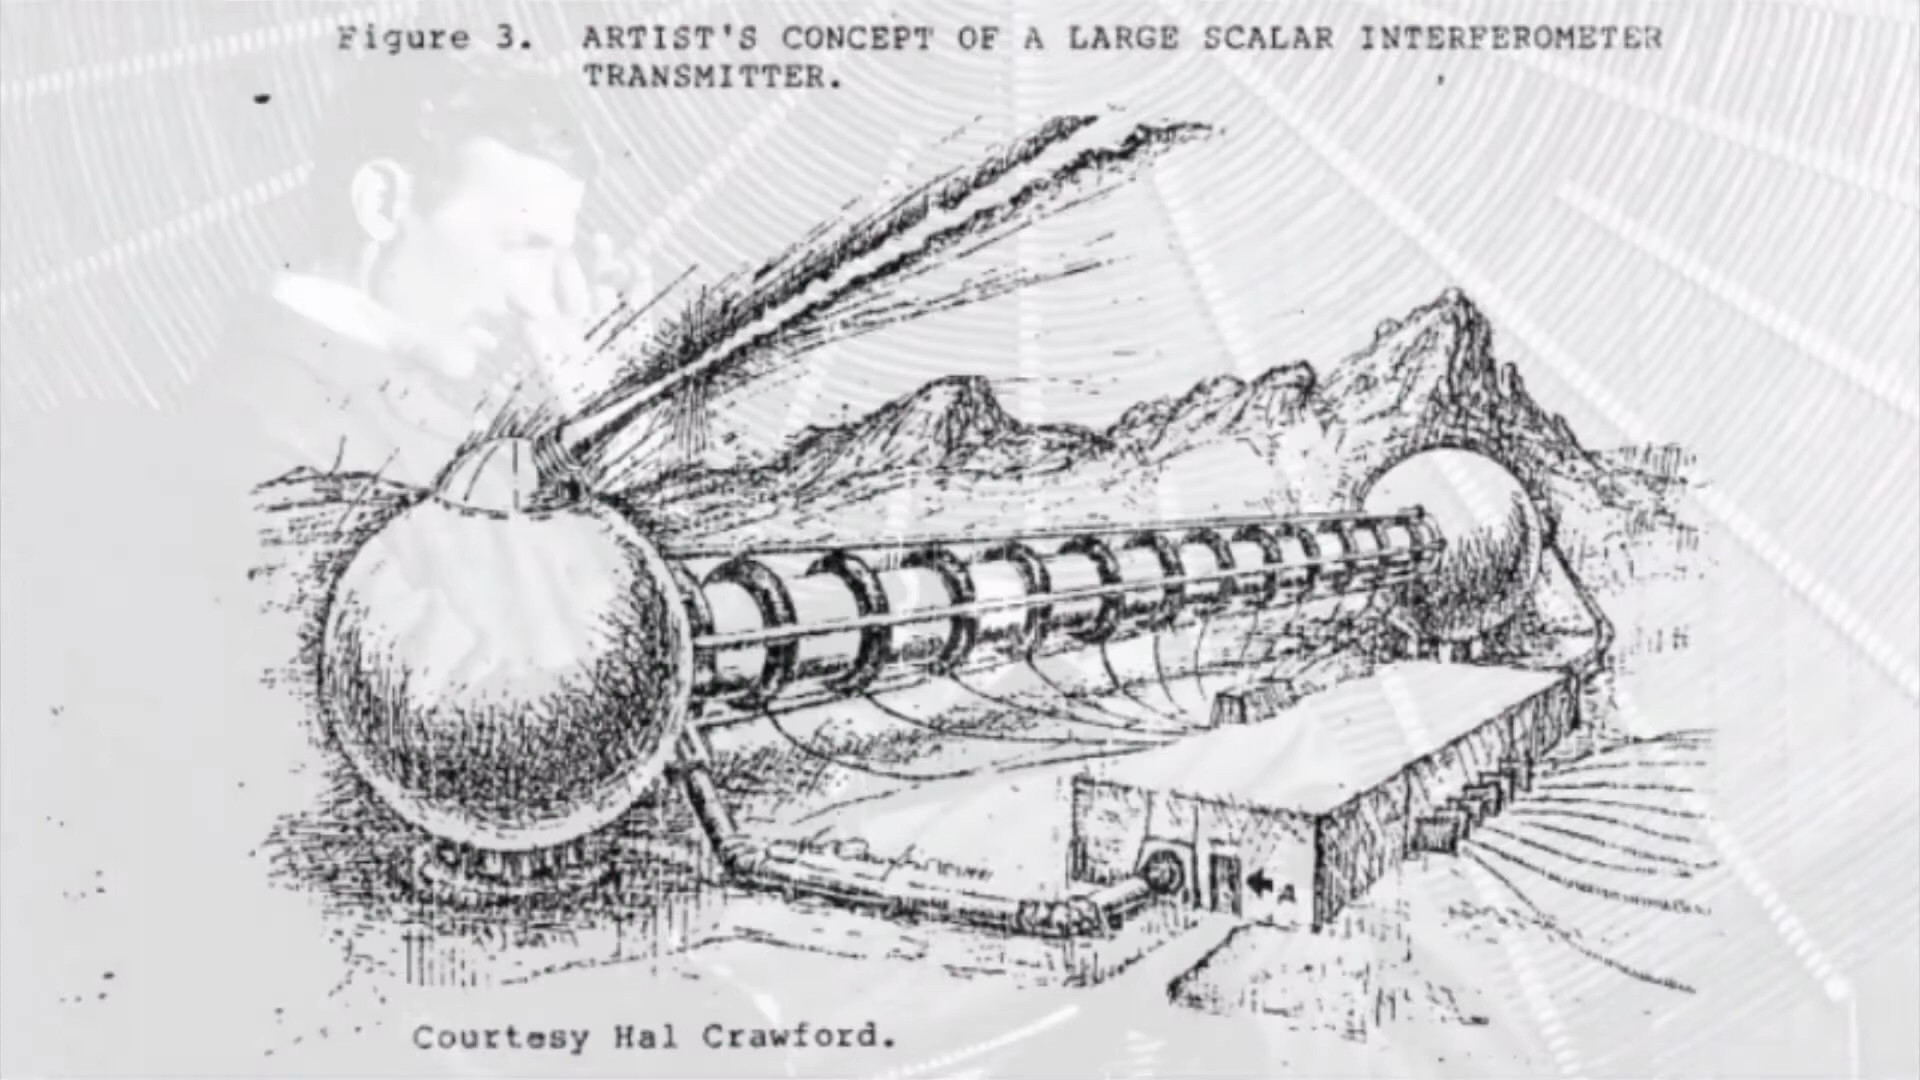 Figure 3. ARTIST'S CONCEPT OF A LARGE SCALAR INTERFEROMETER
TRANSMITTER.
A
Courtesy Hal Crawford.